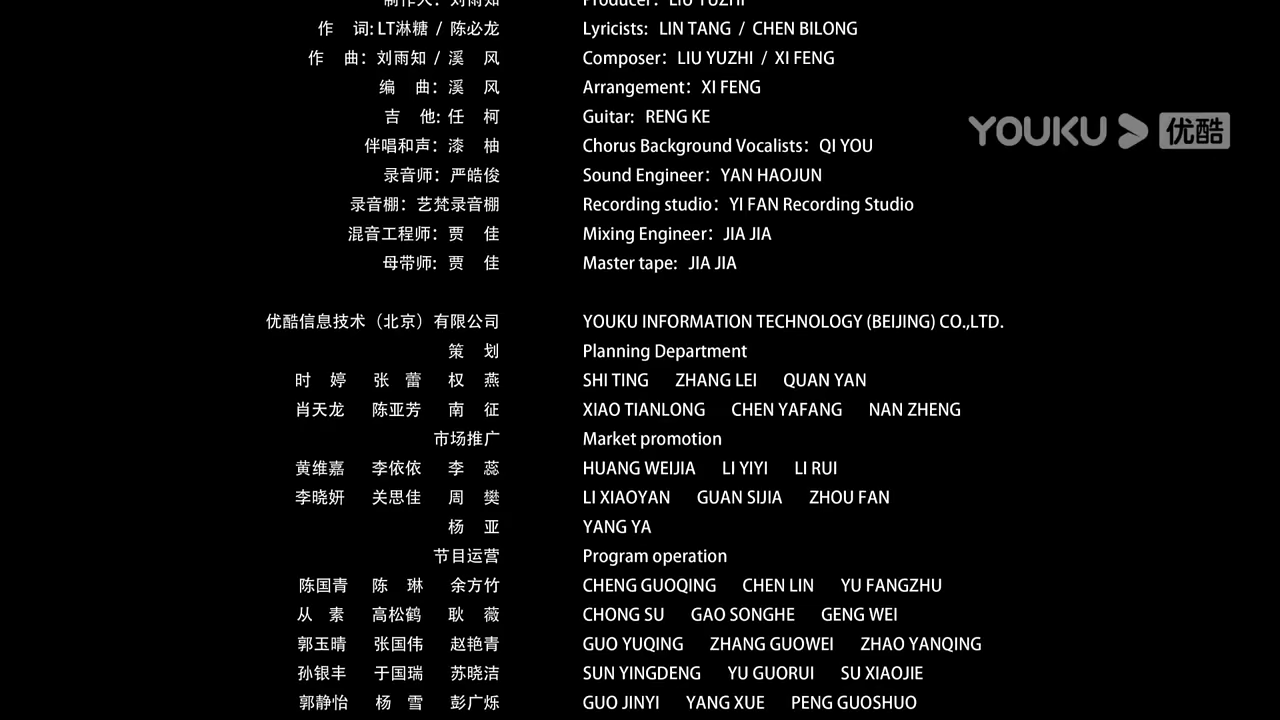 制作人：刘雨知 Producer：LIU YUZHI
作 词: LT淋糖 / 陈必龙 Lyricists: LIN TANG / CHEN BILONG
作 曲：刘雨知 / 溪 风 Composer：LIU YUZHI / XI FENG
编 曲：溪 风 Arrangement：XI FENG
吉 他: 任 柯 Guitar: RENG KE
YOUKU 优酷
伴唱和声：漆 柚 Chorus Background Vocalists：QI YOU
录音师：严皓俊 Sound Engineer：YAN HAOJUN
录音棚：艺梵录音棚 Recording studio：YI FAN Recording Studio
混音工程师：贾 佳 Mixing Engineer：JIA JIA
母带师: 贾 佳 Master tape: JIA JIA
优酷信息技术（北京）有限公司 YOUKU INFORMATION TECHNOLOGY (BEIJING) CO.,LTD.
策 划 Planning Department
时 婷 张 蕾 权 燕 SHI TING ZHANG LEI QUAN YAN
肖天龙 陈亚芳 南 征 XIAO TIANLONG CHEN YAFANG NAN ZHENG
市场推广 Market promotion
黄维嘉 李依依 李 蕊 HUANG WEIJIA LI YIYI LI RUI
李晓妍 关思佳 周 樊 LI XIAOYAN GUAN SIJIA ZHOU FAN
杨 亚 YANG YA
节目运营 Program operation
陈国青 陈 琳 余方竹 CHENG GUOQING CHEN LIN YU FANGZHU
从 素 高松鹤 耿 薇 CHONG SU GAO SONGHE GENG WEI
郭玉晴 张国伟 赵艳青 GUO YUQING ZHANG GUOWEI ZHAO YANQING
孙银丰 于国瑞 苏晓洁 SUN YINGDENG YU GUORUI SU XIAOJIE
郭静怡 杨 雪 彭广烁 GUO JINYI YANG XUE PENG GUOSHUO